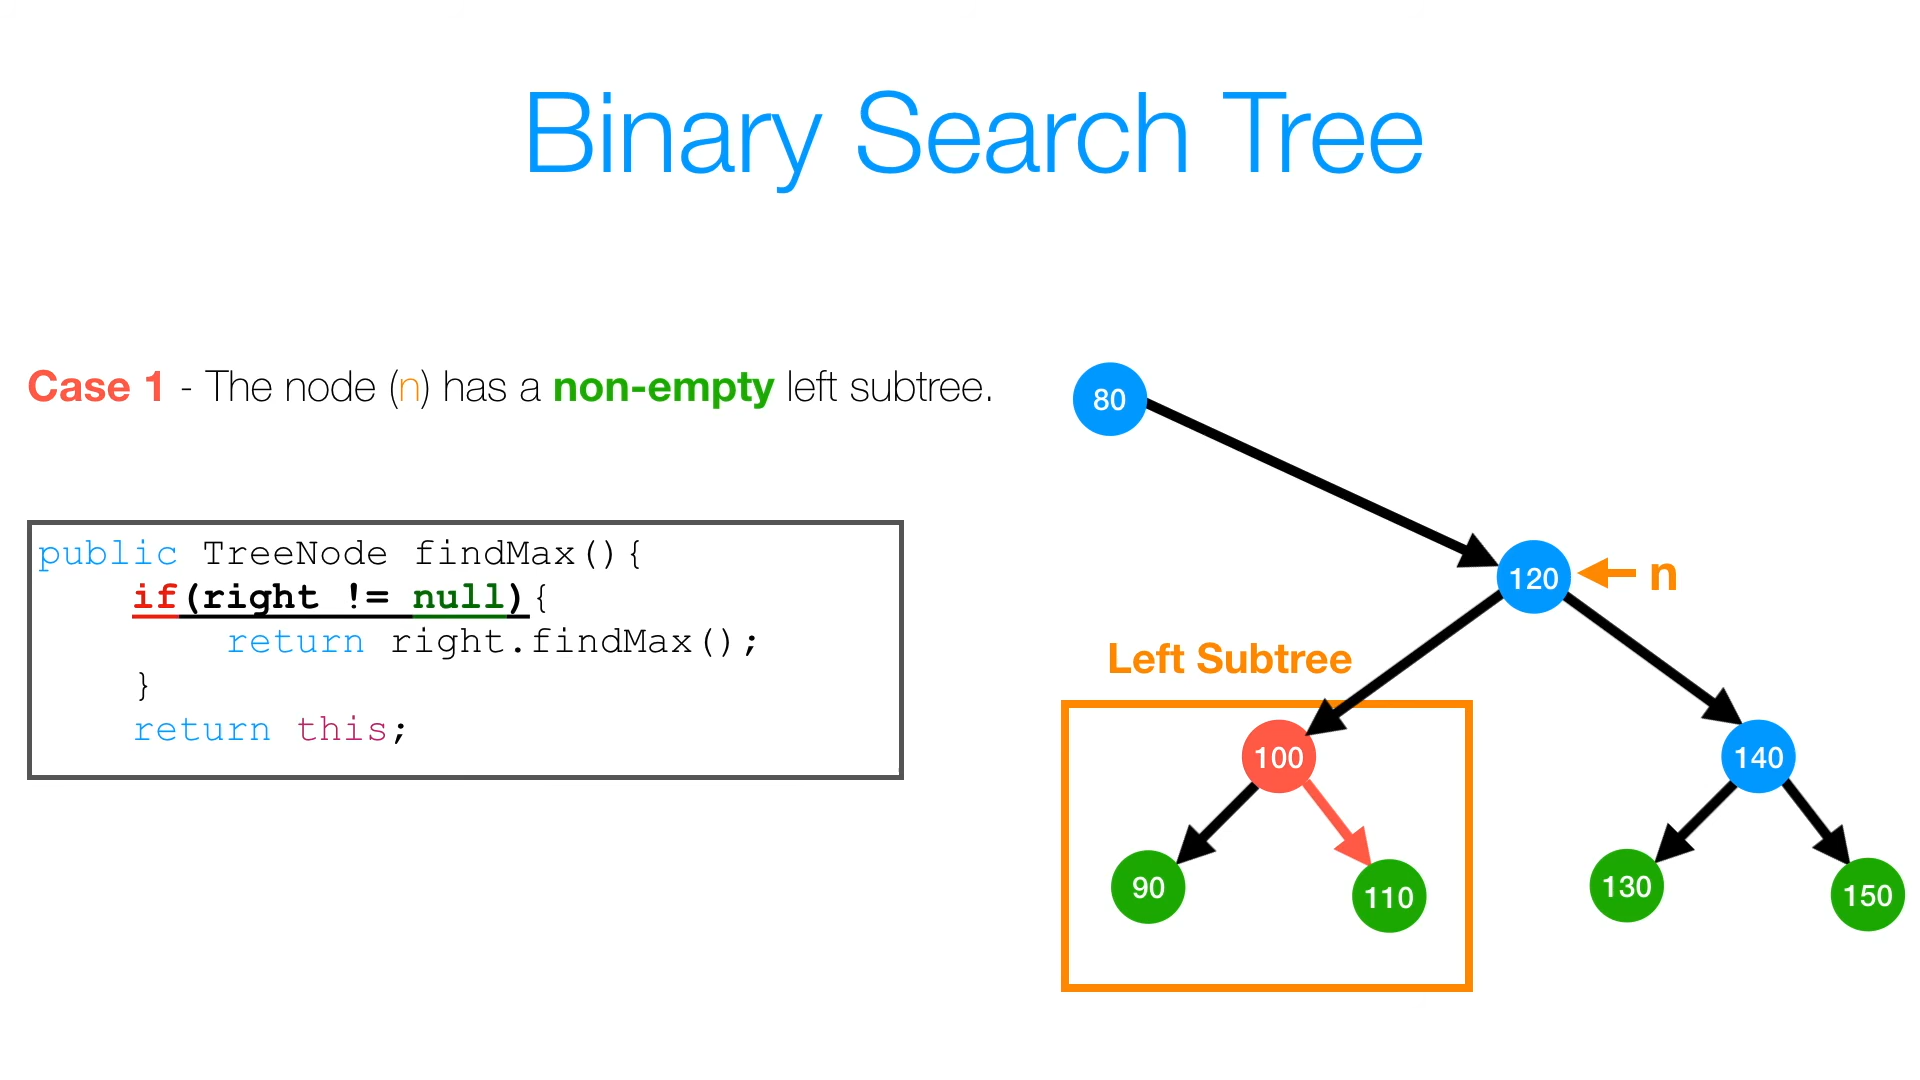 Binary Search Tree
Case 1 - The node (n) has a non-empty left subtree.
public TreeNode findMax(){
if(right != null){
return right.findMax();
}
return this;
80
120
n
Left Subtree
100
140
90
110
130
150